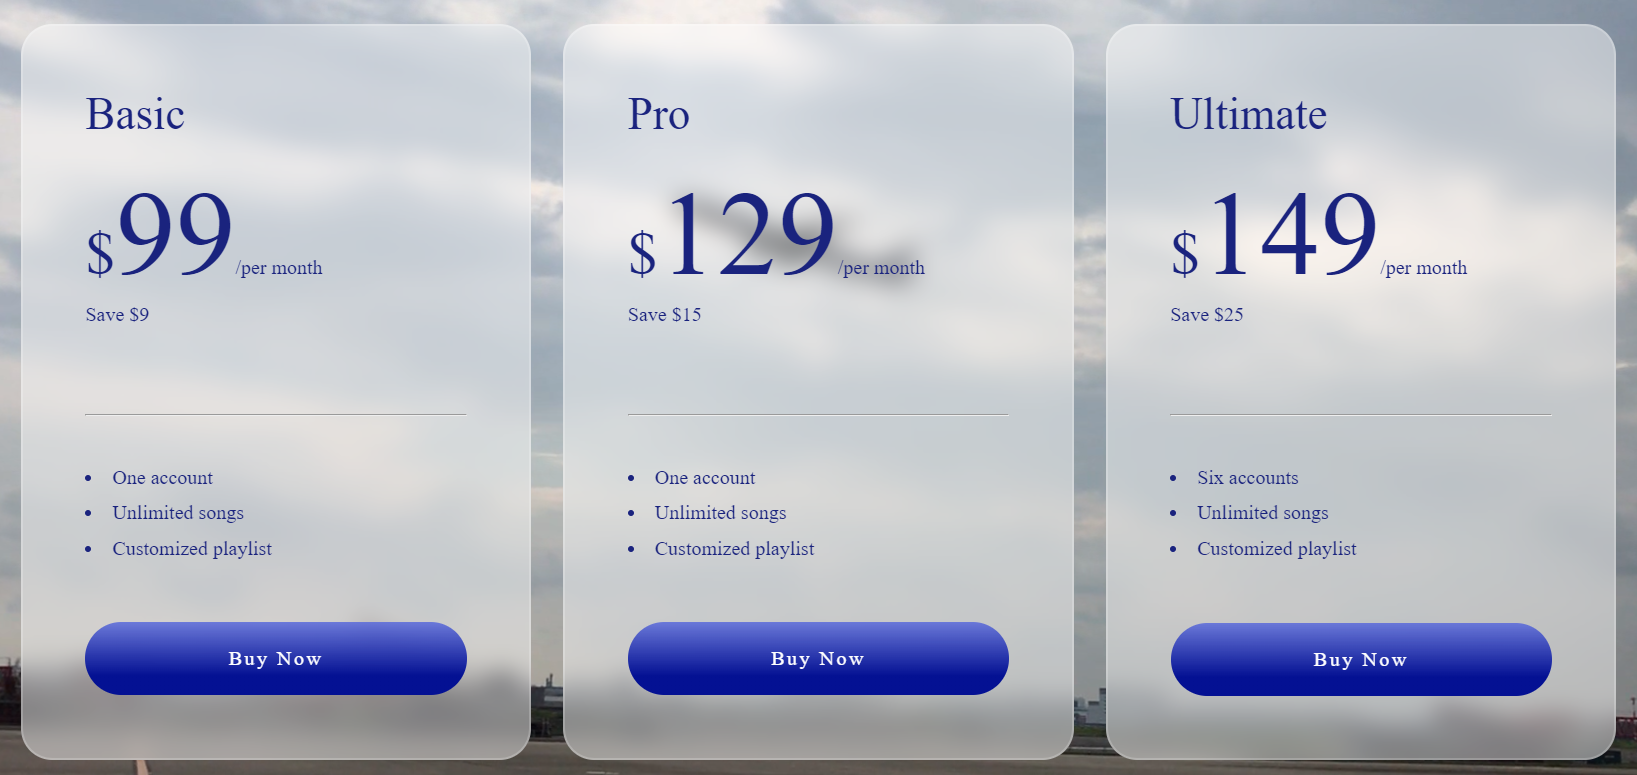 Basic
$99/per month
Save $9
One account
Unlimited songs
Customized playlist
Buy Now
Pro
$129/per month
Save $15
One account
Unlimited songs
Customized playlist
Buy Now
Ultimate
$149/per month
Save $25
Six accounts
Unlimited songs
Customized playlist
Buy Now